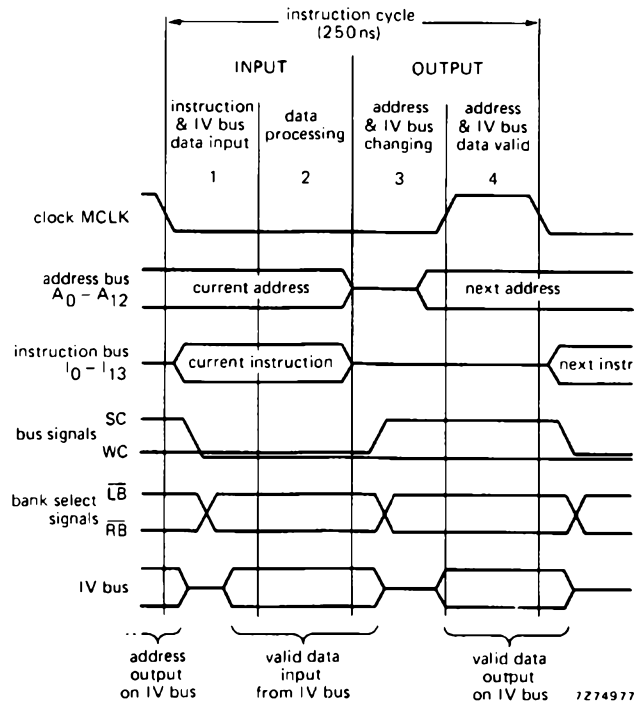 instruction cycle
(250 ns)
INPUT
OUTPUT
instruction
& IV bus
data input
data
processing
address
& IV bus
changing
address
& IV bus
data valid
1
2
3
4
clock MCLK
address bus
A0 – A12
current address
next address
instruction bus
I0 – I13
current instruction
next instr
bus signals
SC
WC
bank select
signals
L̅B̅
R̅B̅
IV bus
...
address
output
on IV bus
valid data
input
from IV bus
valid data
output
on IV bus
7Z74977